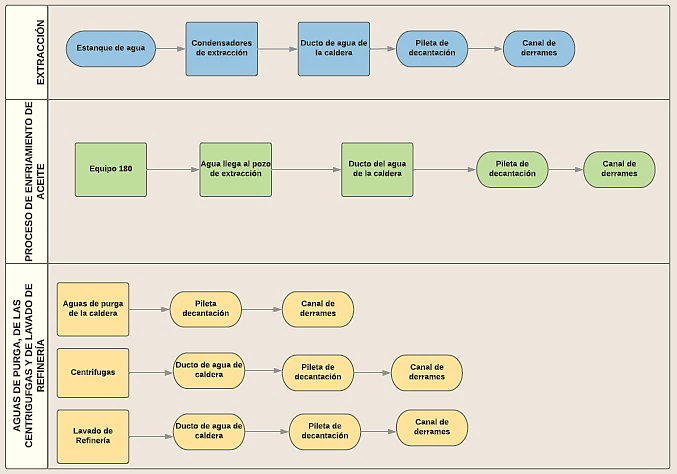 EXTRACCIÓN
Estanque de agua
Condensadores
de extracción
Ducto de agua de
la caldera
Pileta de
decantación
Canal de
derrames
PROCESO DE ENFRIAMIENTO DE
ACEITE
Equipo 180
Agua llega al pozo
de extracción
Ducto del agua
de la caldera
Pileta de
decantación
Canal de
derrames
AGUAS DE PURGA, DE LAS
CENTRIGUFGAS Y DE LAVADO DE
REFINERÍA
Aguas de purga
de la caldera
Pileta
decantación
Canal de
derrames
Centrifugas
Ducto de agua de
caldera
Pileta de
decantación
Canal de
derrames
Lavado de
Refinería
Ducto de agua de
caldera
Pileta de
decantación
Canal de
derrames